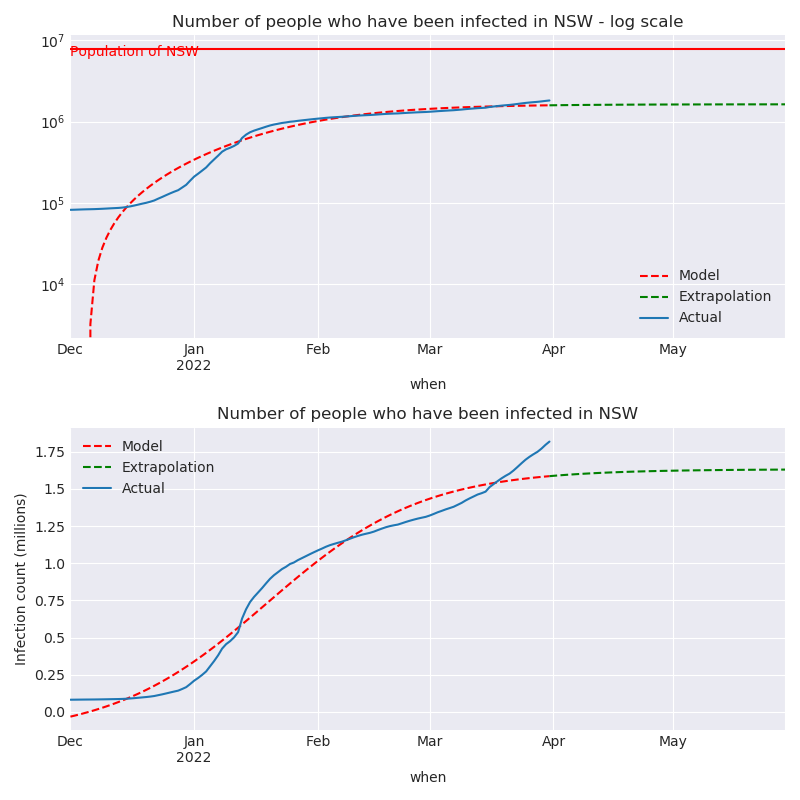 Number of people who have been infected in NSW - log scale
10^7
Population of NSW
10^6
10^5
10^4
Model
Extrapolation
Actual
Dec Jan Feb Mar Apr May
2022
when
Number of people who have been infected in NSW
Model
Extrapolation
Actual
Infection count (millions)
1.75
1.5
1.25
1.0
0.75
0.5
0.25
0.0
Dec Jan Feb Mar Apr May
2022
when